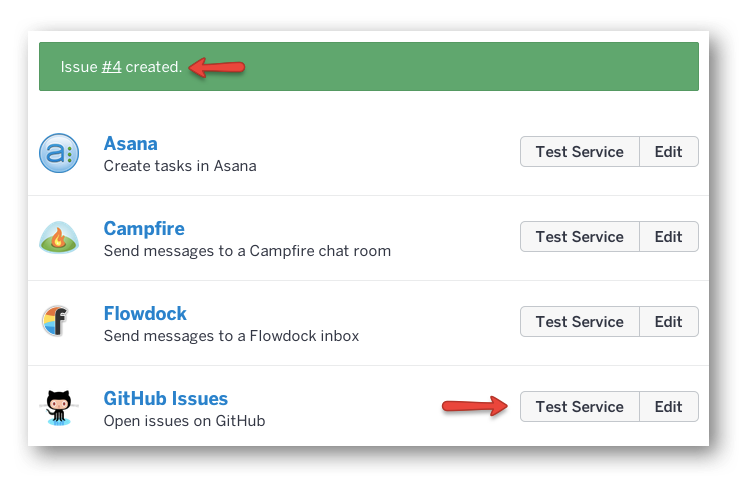 Issue #4 created.
Asana
Create tasks in Asana
Test Service Edit
Campfire
Send messages to a Campfire chat room
Test Service Edit
Flowdock
Send messages to a Flowdock inbox
Test Service Edit
GitHub Issues
Open issues on GitHub
Test Service Edit